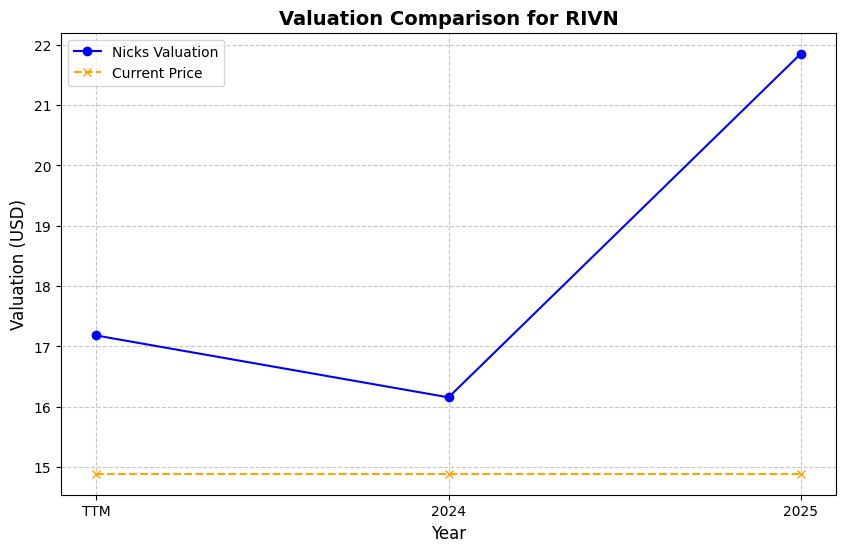 Valuation Comparison for RIVN
Nicks Valuation
Current Price
22
21
20
19
18
17
16
15
Valuation (USD)
TTM
2024
2025
Year